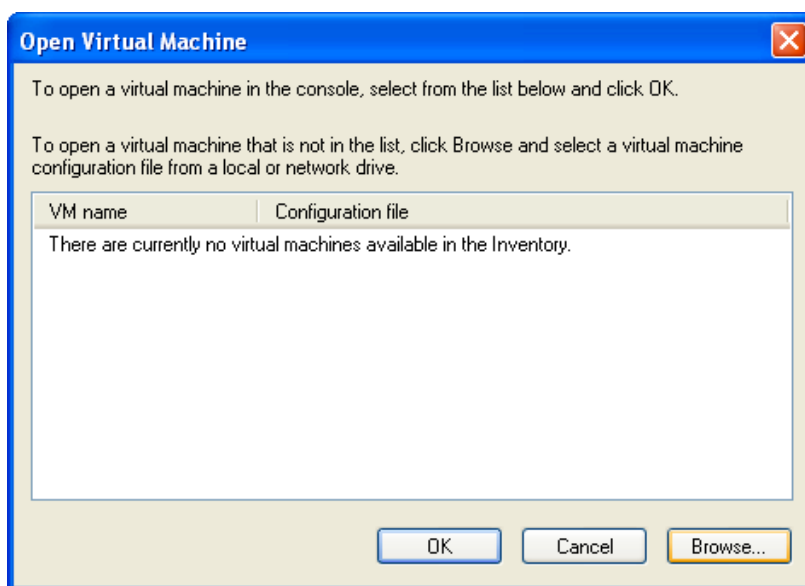 Open Virtual Machine
To open a virtual machine in the console, select from the list below and click OK.
To open a virtual machine that is not in the list, click Browse and select a virtual machine
configuration file from a local or network drive.
VM name Configuration file
There are currently no virtual machines available in the Inventory.
OK Cancel Browse...